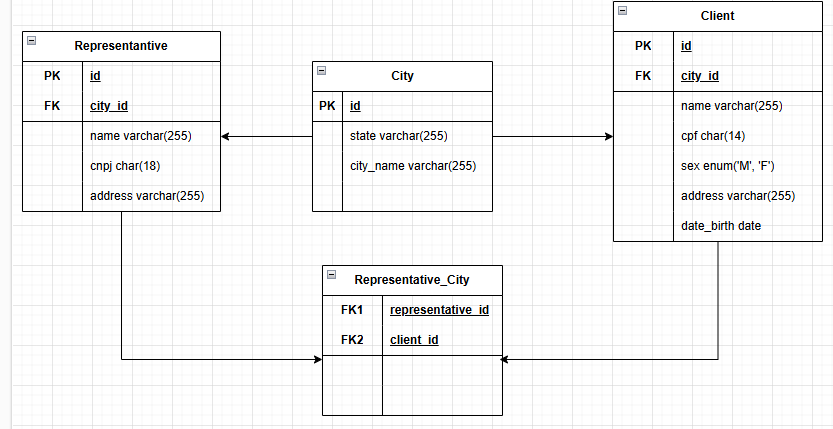 Representantive
PK id
FK city_id
name varchar(255)
cnpj char(18)
address varchar(255)
City
PK id
state varchar(255)
city_name varchar(255)
Client
PK id
FK city_id
name varchar(255)
cpf char(14)
sex enum('M', 'F')
address varchar(255)
date_birth date
Representative_City
FK1 representative_id
FK2 client_id